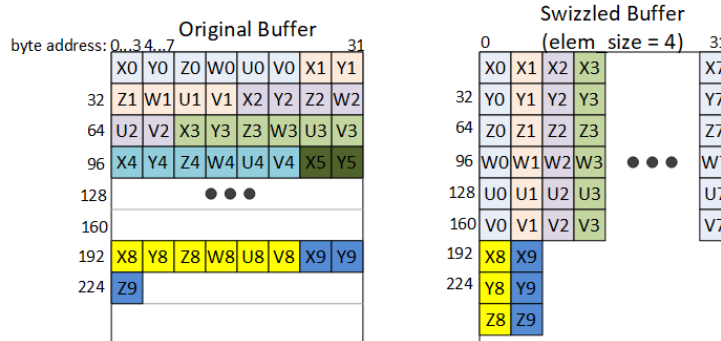 Original Buffer
byte address: 0...3 4...7 31
X0 Y0 Z0 W0 U0 V0 X1 Y1
32 Z1 W1 U1 V1 X2 Y2 Z2 W2
64 U2 V2 X3 Y3 Z3 W3 U3 V3
96 X4 Y4 Z4 W4 U4 V4 X5 Y5
128
160
192 X8 Y8 Z8 W8 U8 V8 X9 Y9
224 Z9
Swizzled Buffer
0 (elem_size = 4) 31
X0 X1 X2 X3 X7
32 Y0 Y1 Y2 Y3 Y7
64 Z0 Z1 Z2 Z3 Z7
96 W0 W1 W2 W3 W7
128 U0 U1 U2 U3 U7
160 V0 V1 V2 V3 V7
192 X8 X9
224 Y8 Y9
Z8 Z9